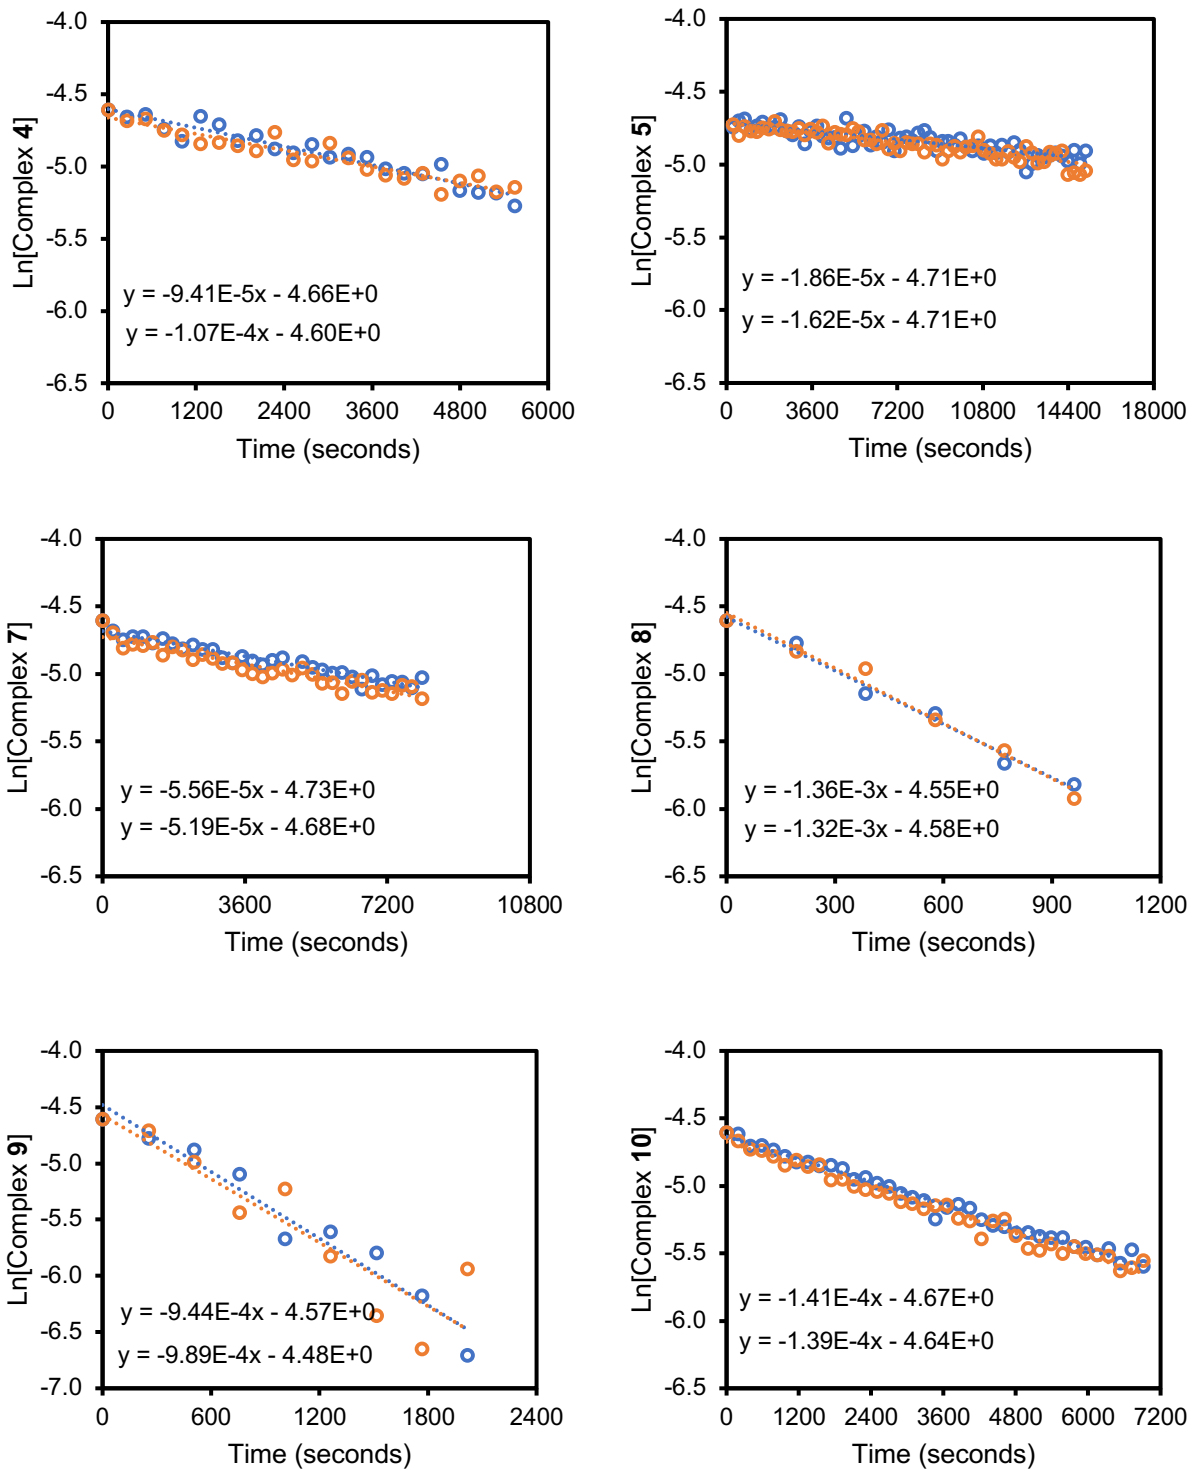 -4.0
-4.5
-5.0
-5.5
-6.0
-6.5
Ln[Complex 4]
y = -9.41E-5x - 4.66E+0
y = -1.07E-4x - 4.60E+0
0 1200 2400 3600 4800 6000
Time (seconds)
-4.0
-4.5
-5.0
-5.5
-6.0
-6.5
Ln[Complex 5]
y = -1.86E-5x - 4.71E+0
y = -1.62E-5x - 4.71E+0
0 3600 7200 10800 14400 18000
Time (seconds)
-4.0
-4.5
-5.0
-5.5
-6.0
-6.5
Ln[Complex 7]
y = -5.56E-5x - 4.73E+0
y = -5.19E-5x - 4.68E+0
0 3600 7200 10800
Time (seconds)
-4.0
-4.5
-5.0
-5.5
-6.0
-6.5
Ln[Complex 8]
y = -1.36E-3x - 4.55E+0
y = -1.32E-3x - 4.58E+0
0 300 600 900 1200
Time (seconds)
-4.0
-4.5
-5.0
-5.5
-6.0
-6.5
-7.0
Ln[Complex 9]
y = -9.44E-4x - 4.57E+0
y = -9.89E-4x - 4.48E+0
0 600 1200 1800 2400
Time (seconds)
-4.0
-4.5
-5.0
-5.5
-6.0
-6.5
Ln[Complex 10]
y = -1.41E-4x - 4.67E+0
y = -1.39E-4x - 4.64E+0
0 1200 2400 3600 4800 6000 7200
Time (seconds)